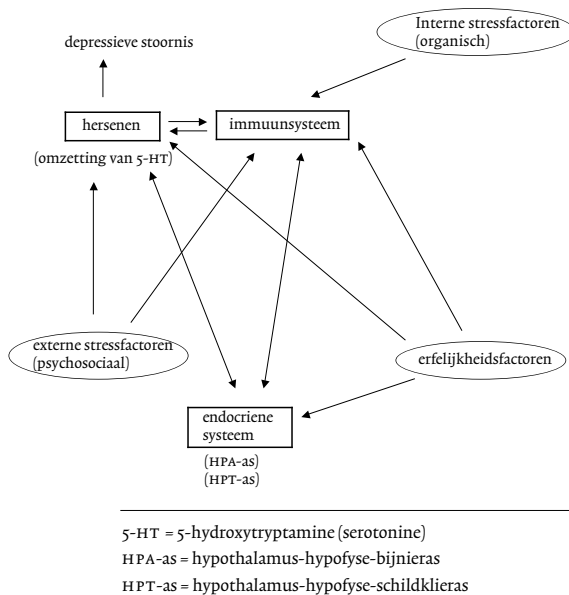 Interne stressfactoren
(organisch)
depressieve stoornis
hersenen
immuunsysteem
(omzetting van 5-HT)
externe stressfactoren
(psychosociaal)
erfelijkheidsfactoren
endocriene
systeem
(HPA-as)
(HPT-as)
5-HT = 5-hydroxytryptamine (serotonine)
HPA-as = hypothalamus-hypofyse-bijnieras
HPT-as = hypothalamus-hypofyse-schildklieras